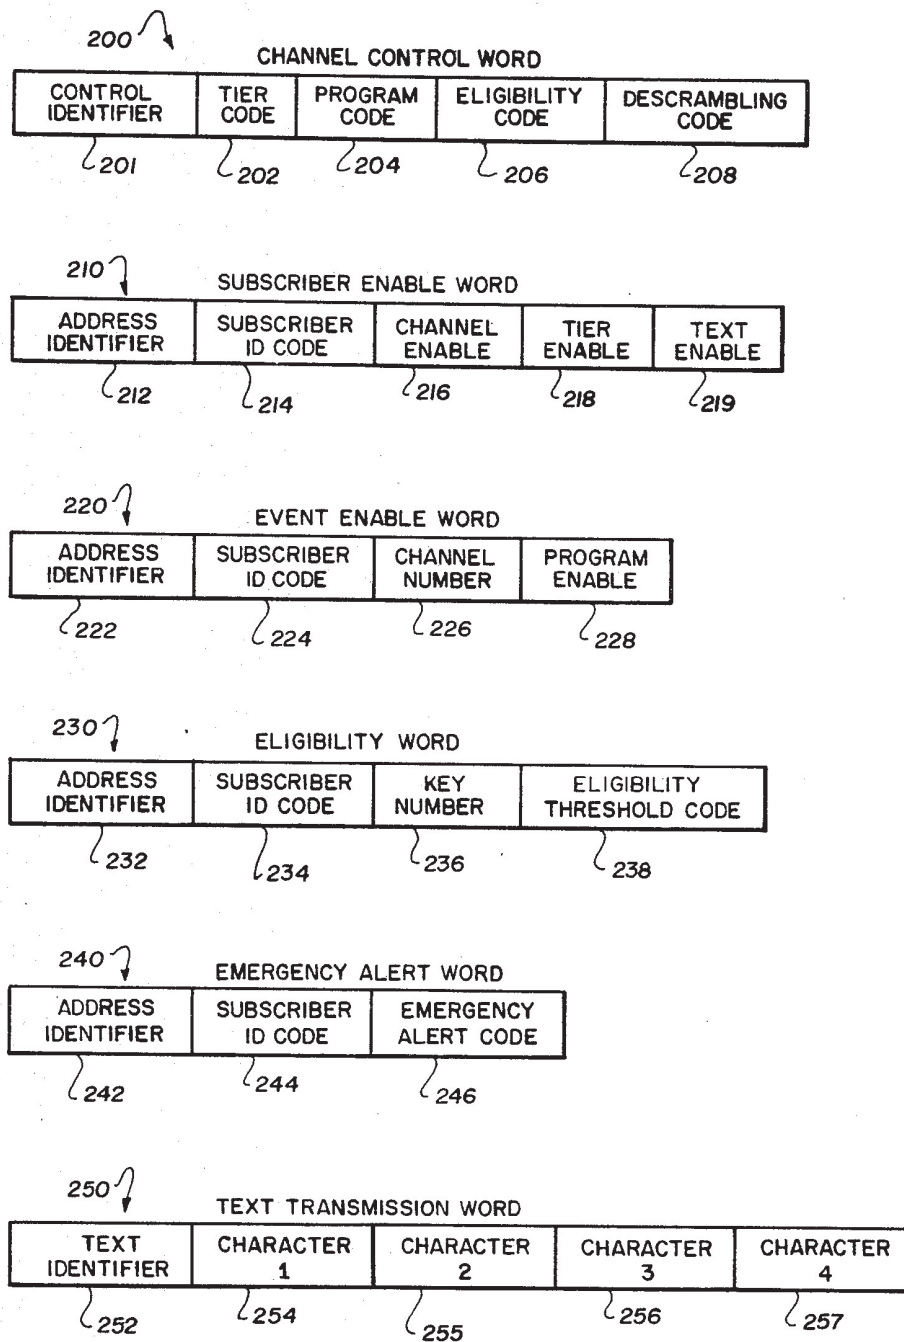 200
CHANNEL CONTROL WORD
CONTROL IDENTIFIER
TIER CODE
PROGRAM CODE
ELIGIBILITY CODE
DESCRAMBLING CODE
201
202
204
206
208
210
SUBSCRIBER ENABLE WORD
ADDRESS IDENTIFIER
SUBSCRIBER ID CODE
CHANNEL ENABLE
TIER ENABLE
TEXT ENABLE
212
214
216
218
219
220
EVENT ENABLE WORD
ADDRESS IDENTIFIER
SUBSCRIBER ID CODE
CHANNEL NUMBER
PROGRAM ENABLE
222
224
226
228
230
ELIGIBILITY WORD
ADDRESS IDENTIFIER
SUBSCRIBER ID CODE
KEY NUMBER
ELIGIBILITY THRESHOLD CODE
232
234
236
238
240
EMERGENCY ALERT WORD
ADDRESS IDENTIFIER
SUBSCRIBER ID CODE
EMERGENCY ALERT CODE
242
244
246
250
TEXT TRANSMISSION WORD
TEXT IDENTIFIER
CHARACTER 1
CHARACTER 2
CHARACTER 3
CHARACTER 4
252
254
255
256
257